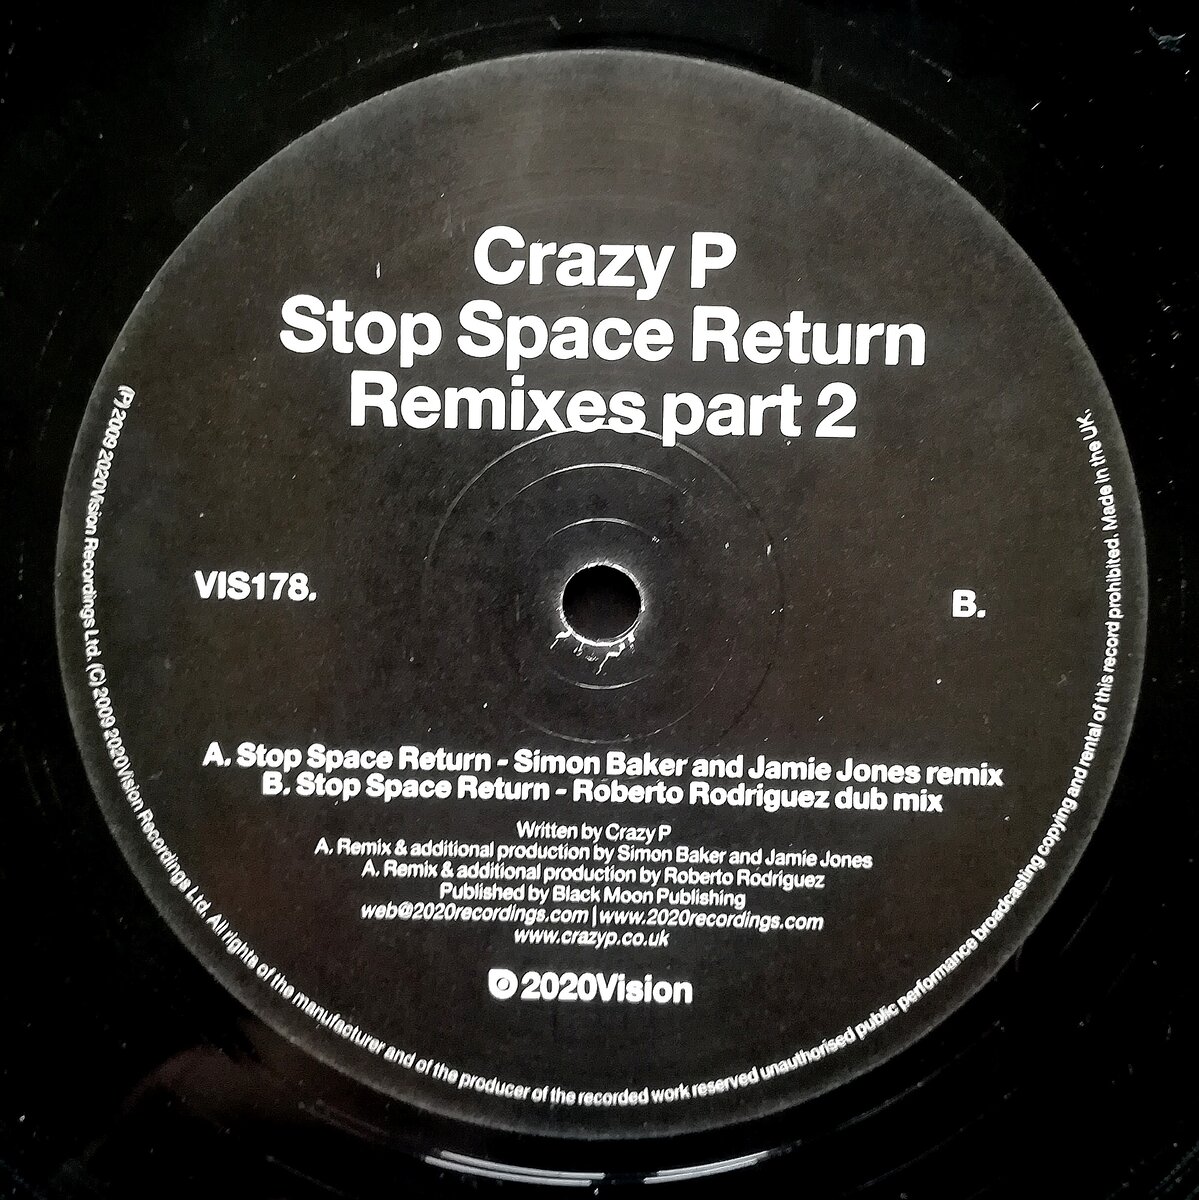 Crazy P
Stop Space Return
Remixes part 2
VIS178.
B.
A. Stop Space Return - Simon Baker and Jamie Jones remix
B. Stop Space Return - Roberto Rodriguez dub mix
Written by Crazy P
A. Remix & additional production by Simon Baker and Jamie Jones
A. Remix & additional production by Roberto Rodriguez
Published by Black Moon Publishing
web@2020recordings.com | www.2020recordings.com
www.crazyp.co.uk
2020Vision
(P) 2009 2020Vision Recordings Ltd. (C) 2009 2020Vision Recordings Ltd. All rights of the manufacturer and of the producer of the recorded work reserved unauthorised public performance broadcasting copying and rental of this record prohibited. Made in the UK.